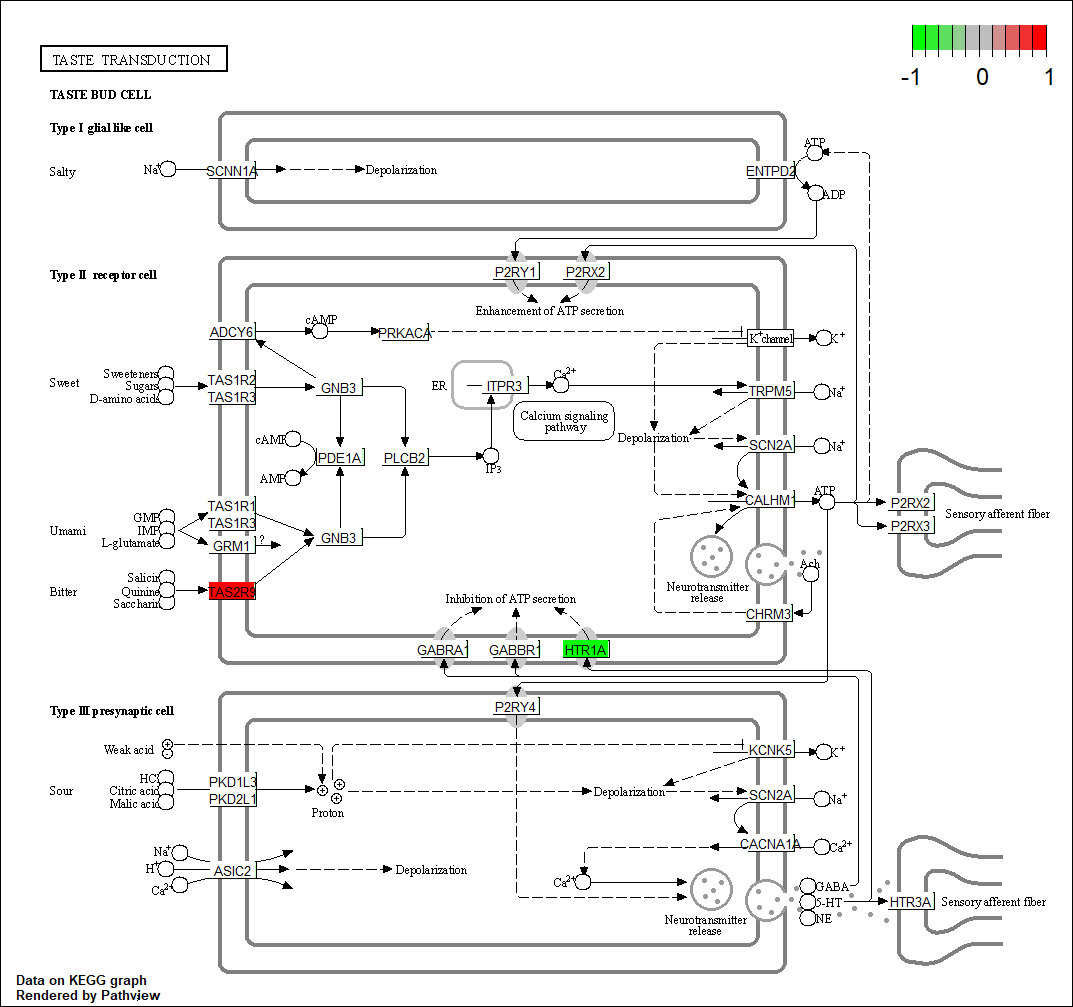 TASTE TRANSDUCTION
-1 0 1
TASTE BUD CELL
Type I glial like cell
Salty
Na+
SCNN1A
Depolarization
ENTPD2
ATP
ADP
Type II receptor cell
P2RY1
P2RX2
Enhancement of ATP secretion
ADCY6
cAMP
PRKACA
K+ channel
K+
Sweet
Sweeteners
Sugars
D-amino acids
TAS1R2
TAS1R3
GNB3
ER
ITPR3
Ca2+
TRPM5
Na+
Calcium signaling
pathway
Depolarization
SCN2A
Na+
cAMP
AMP
PDE1A
PLCB2
IP3
CALHM1
ATP
P2RX2
P2RX3
Sensory afferent fiber
Umami
GMP
IMP
L-glutamate
TAS1R1
TAS1R3
GRM1
?
GNB3
Neurotransmitter
release
Ach
Bitter
Salicin
Quinine
Saccharin
TAS2R9
CHRM3
Inhibition of ATP secretion
GABRA1
GABBR1
HTR1A
Type III presynaptic cell
P2RY4
Weak acid
+
-
KCNK5
K+
Sour
HCl
Citric acid
Malic acid
PKD1L3
PKD2L1
+
+
+
Proton
Depolarization
SCN2A
Na+
CACNA1A
Ca2+
Na+
H+
Ca2+
ASIC2
Depolarization
Ca2+
Neurotransmitter
release
GABA
5-HT
NE
HTR3A
Sensory afferent fiber
Data on KEGG graph
Rendered by Pathview